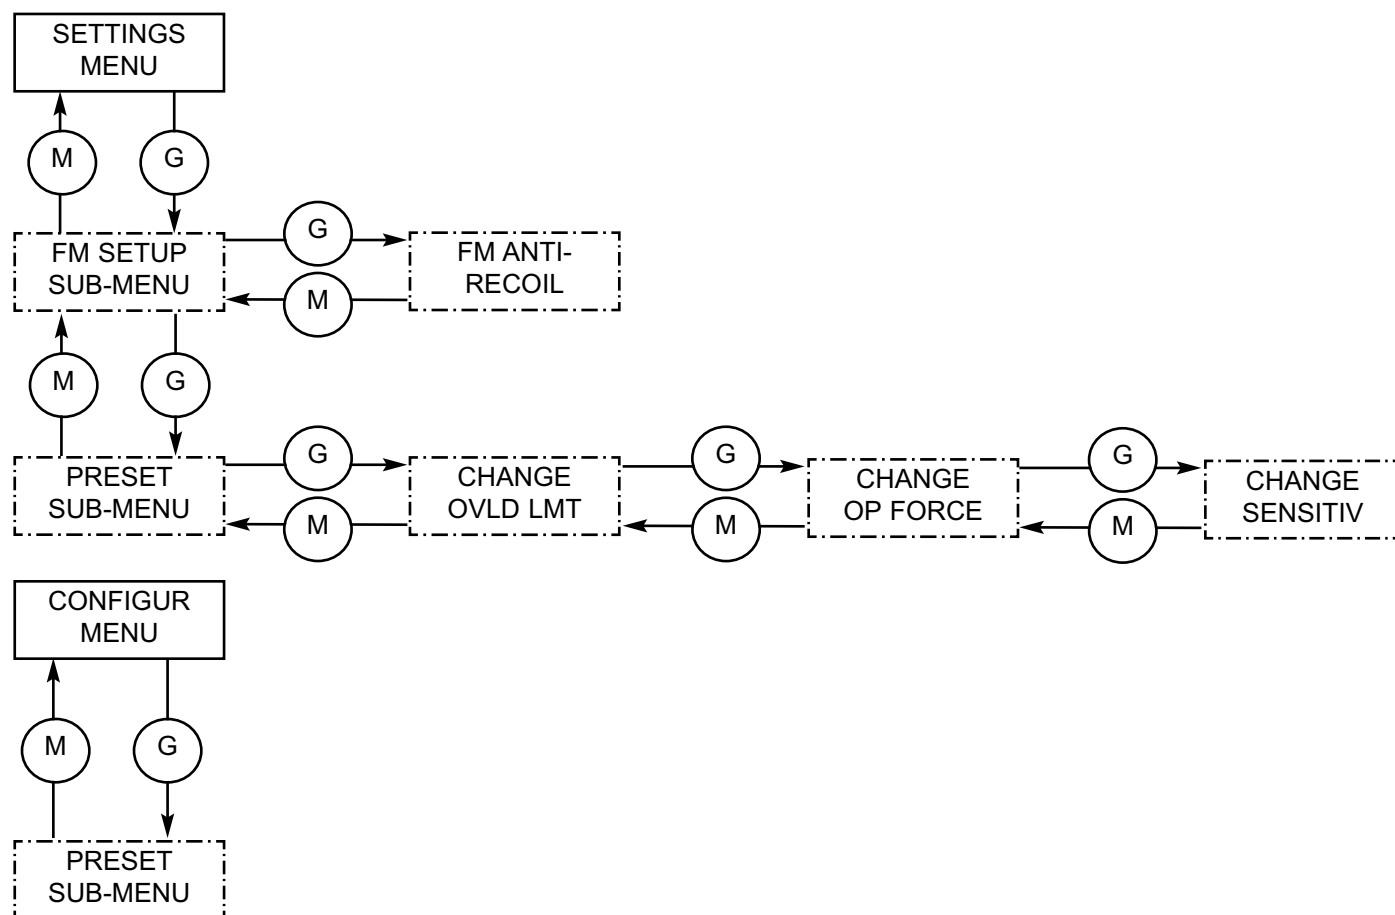 SETTINGS
MENU
M
G
FM SETUP
SUB-MENU
G
M
FM ANTI-
RECOIL
M
G
PRESET
SUB-MENU
G
M
CHANGE
OVLD LMT
G
M
CHANGE
OP FORCE
G
M
CHANGE
SENSITIV
CONFIGUR
MENU
M
G
PRESET
SUB-MENU